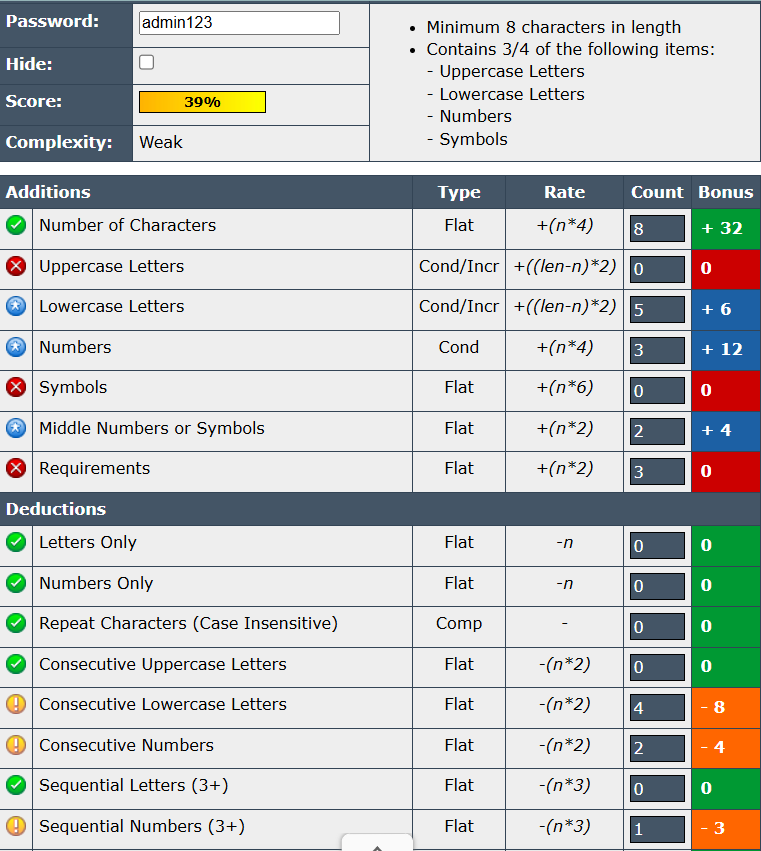 Password:
admin123
Hide:
Score:
39%
Complexity:
Weak
• Minimum 8 characters in length
• Contains 3/4 of the following items:
- Uppercase Letters
- Lowercase Letters
- Numbers
- Symbols
Additions Type Rate Count Bonus
Number of Characters Flat +(n*4) 8 + 32
Uppercase Letters Cond/Incr +((len-n)*2) 0 0
Lowercase Letters Cond/Incr +((len-n)*2) 5 + 6
Numbers Cond +(n*4) 3 + 12
Symbols Flat +(n*6) 0 0
Middle Numbers or Symbols Flat +(n*2) 2 + 4
Requirements Flat +(n*2) 3 0
Deductions
Letters Only Flat -n 0 0
Numbers Only Flat -n 0 0
Repeat Characters (Case Insensitive) Comp - 0 0
Consecutive Uppercase Letters Flat -(n*2) 0 0
Consecutive Lowercase Letters Flat -(n*2) 4 - 8
Consecutive Numbers Flat -(n*2) 2 - 4
Sequential Letters (3+) Flat -(n*3) 0 0
Sequential Numbers (3+) Flat -(n*3) 1 - 3